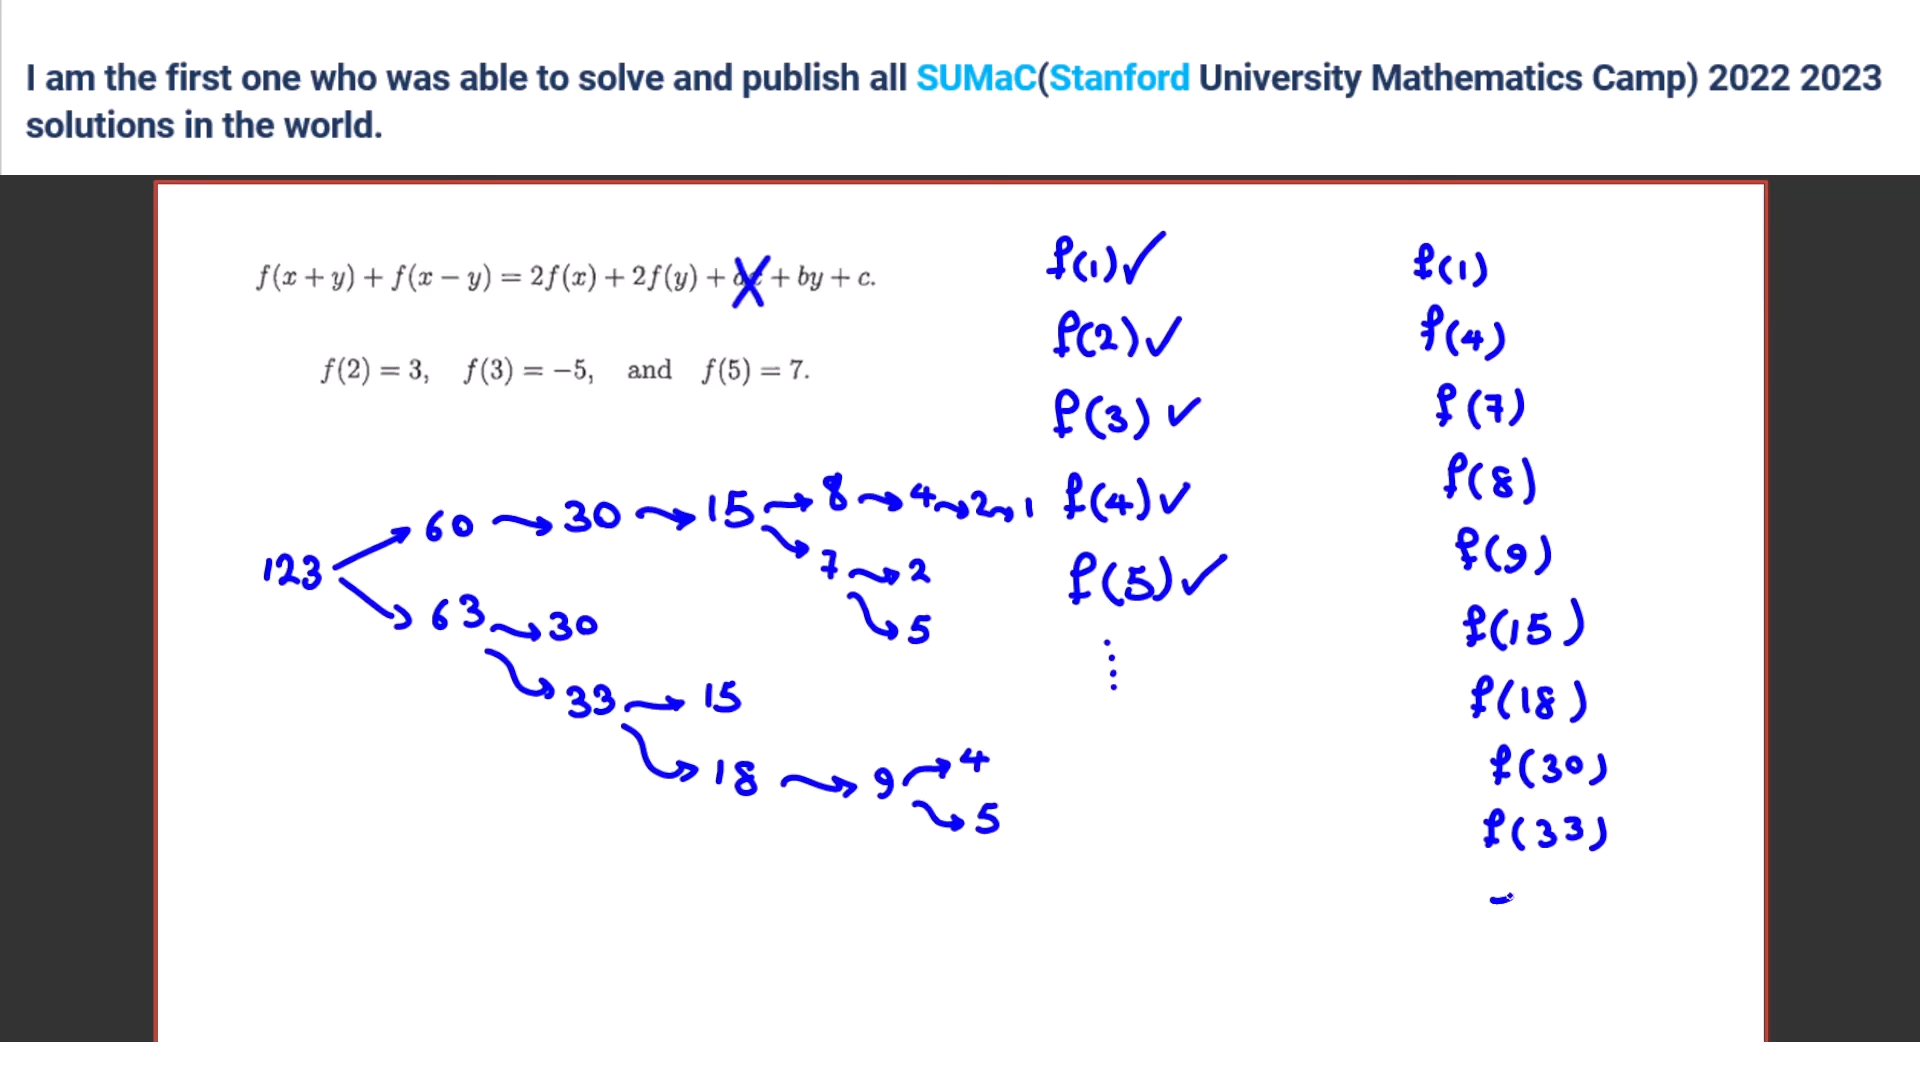 I am the first one who was able to solve and publish all SUMaC(Stanford University Mathematics Camp) 2022 2023
solutions in the world.
f(x + y) + f(x − y) = 2f(x) + 2f(y) + + by + c.
f(2) = 3, f(3) = −5, and f(5) = 7.
123
60 30 15 8 4 2 1
7 2
5
63 30
33 15
18 9 4
5
f(1) ✓
f(2) ✓
f(3) ✓
f(4) ✓
f(5) ✓
⋮
f(1)
f(4)
f(7)
f(8)
f(9)
f(15)
f(18)
f(30)
f(33)